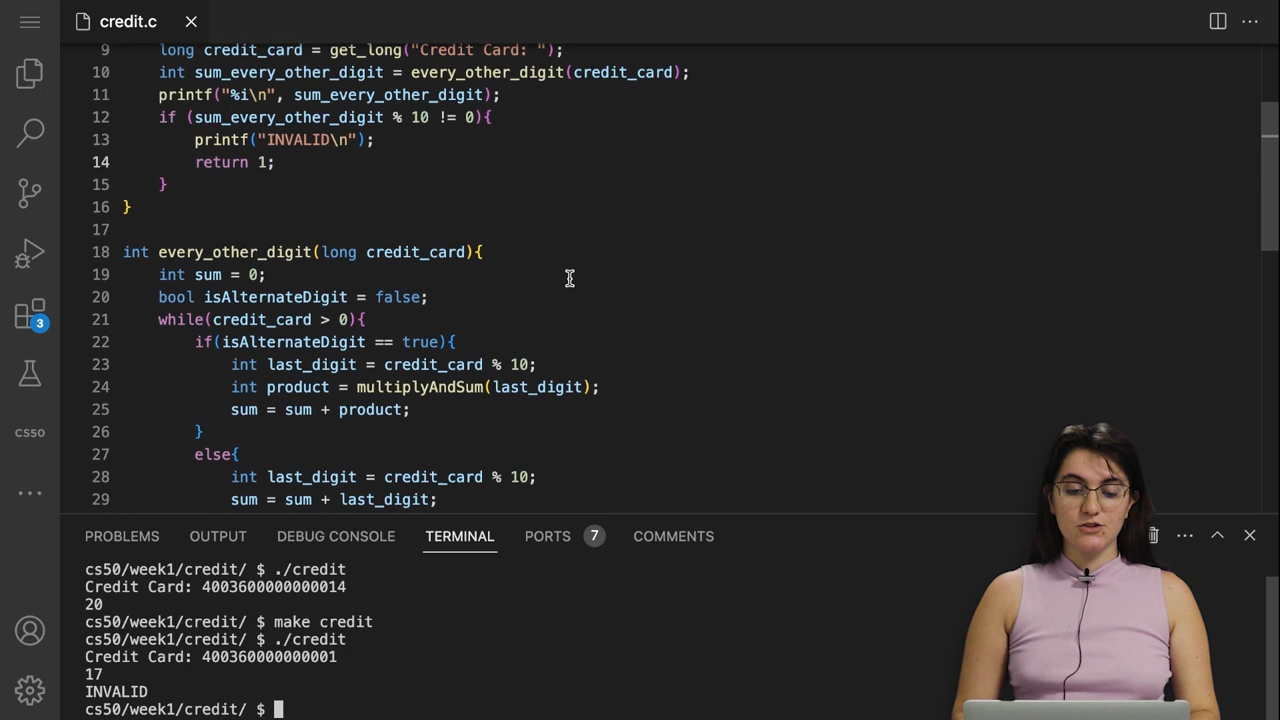 credit.c
9 long credit_card = get_long("Credit Card: ");
10 int sum_every_other_digit = every_other_digit(credit_card);
11 printf("%i\n", sum_every_other_digit);
12 if (sum_every_other_digit % 10 != 0){
13 printf("INVALID\n");
14 return 1;
15 }
16 }
17
18 int every_other_digit(long credit_card){
19 int sum = 0;
20 bool isAlternateDigit = false;
21 while(credit_card > 0){
22 if(isAlternateDigit == true){
23 int last_digit = credit_card % 10;
24 int product = multiplyAndSum(last_digit);
25 sum = sum + product;
26 }
27 else{
28 int last_digit = credit_card % 10;
29 sum = sum + last_digit;
3
CS50
PROBLEMS OUTPUT DEBUG CONSOLE TERMINAL PORTS 7 COMMENTS
cs50/week1/credit/ $ ./credit
Credit Card: 4003600000000014
20
cs50/week1/credit/ $ make credit
cs50/week1/credit/ $ ./credit
Credit Card: 400360000000001
17
INVALID
cs50/week1/credit/ $